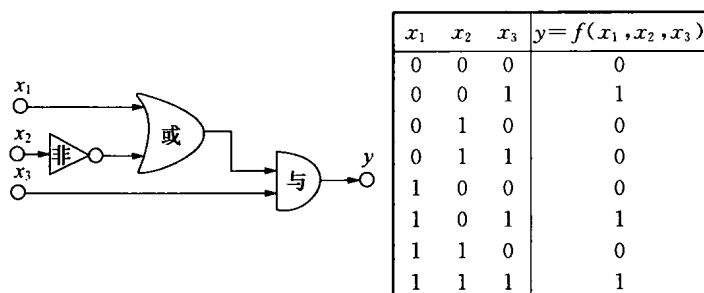 x₁
x₂
x₃
非
或
与
y
x₁ x₂ x₃ y=f(x₁,x₂,x₃)
0 0 0 0
0 0 1 1
0 1 0 0
0 1 1 0
1 0 0 0
1 0 1 1
1 1 0 0
1 1 1 1